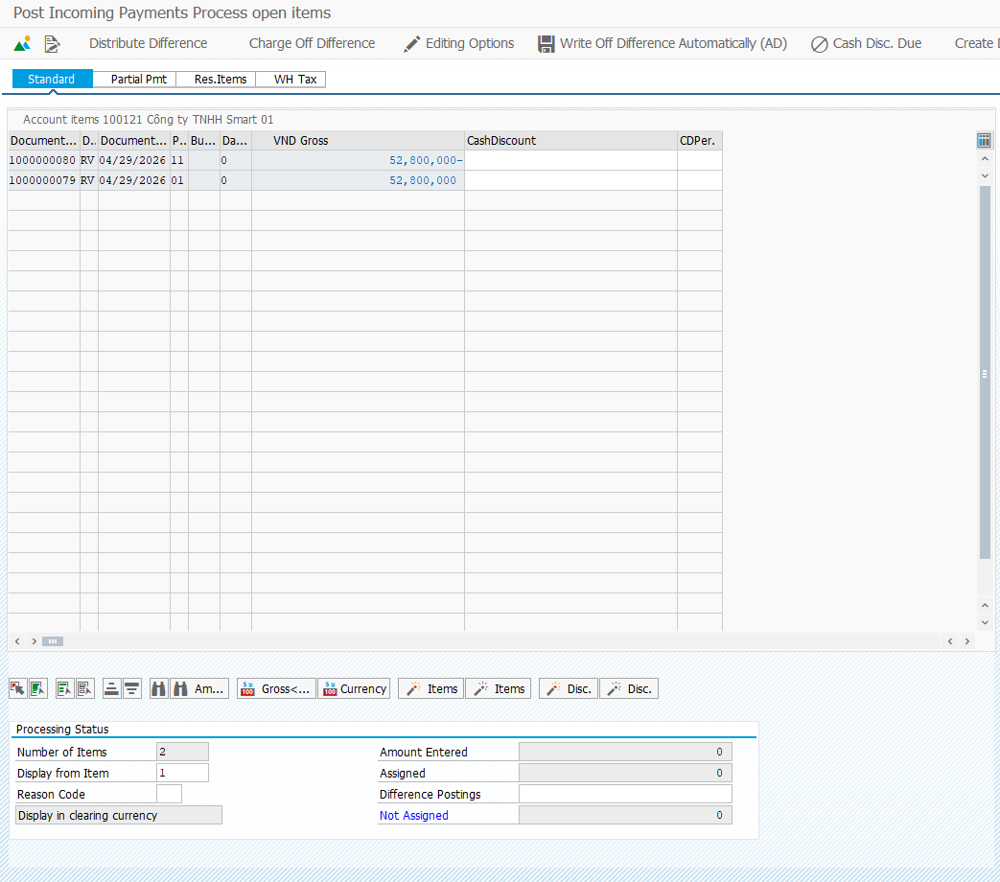 Post Incoming Payments Process open items
Distribute Difference Charge Off Difference Editing Options Write Off Difference Automatically (AD) Cash Disc. Due Create
Standard Partial Pmt Res.Items WH Tax
Account items 100121 Công ty TNHH Smart 01
Document... D.. Document... P.. Bu... Da... VND Gross CashDiscount CDPer.
1000000080 RV 04/29/2026 11 0 52,800,000-
1000000079 RV 04/29/2026 01 0 52,800,000
Am... Gross<... Currency Items Items Disc. Disc.
Processing Status
Number of Items 2 Amount Entered 0
Display from Item 1 Assigned 0
Reason Code Difference Postings
Display in clearing currency Not Assigned 0